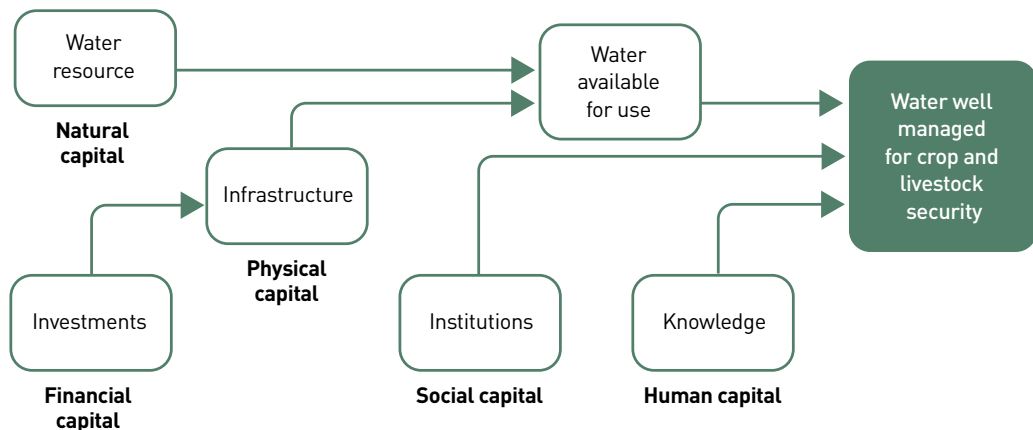 Water
resource
Natural
capital
Water
available
for use
Water well
managed
for crop and
livestock
security
Infrastructure
Physical
capital
Investments
Financial
capital
Institutions
Social capital
Knowledge
Human capital